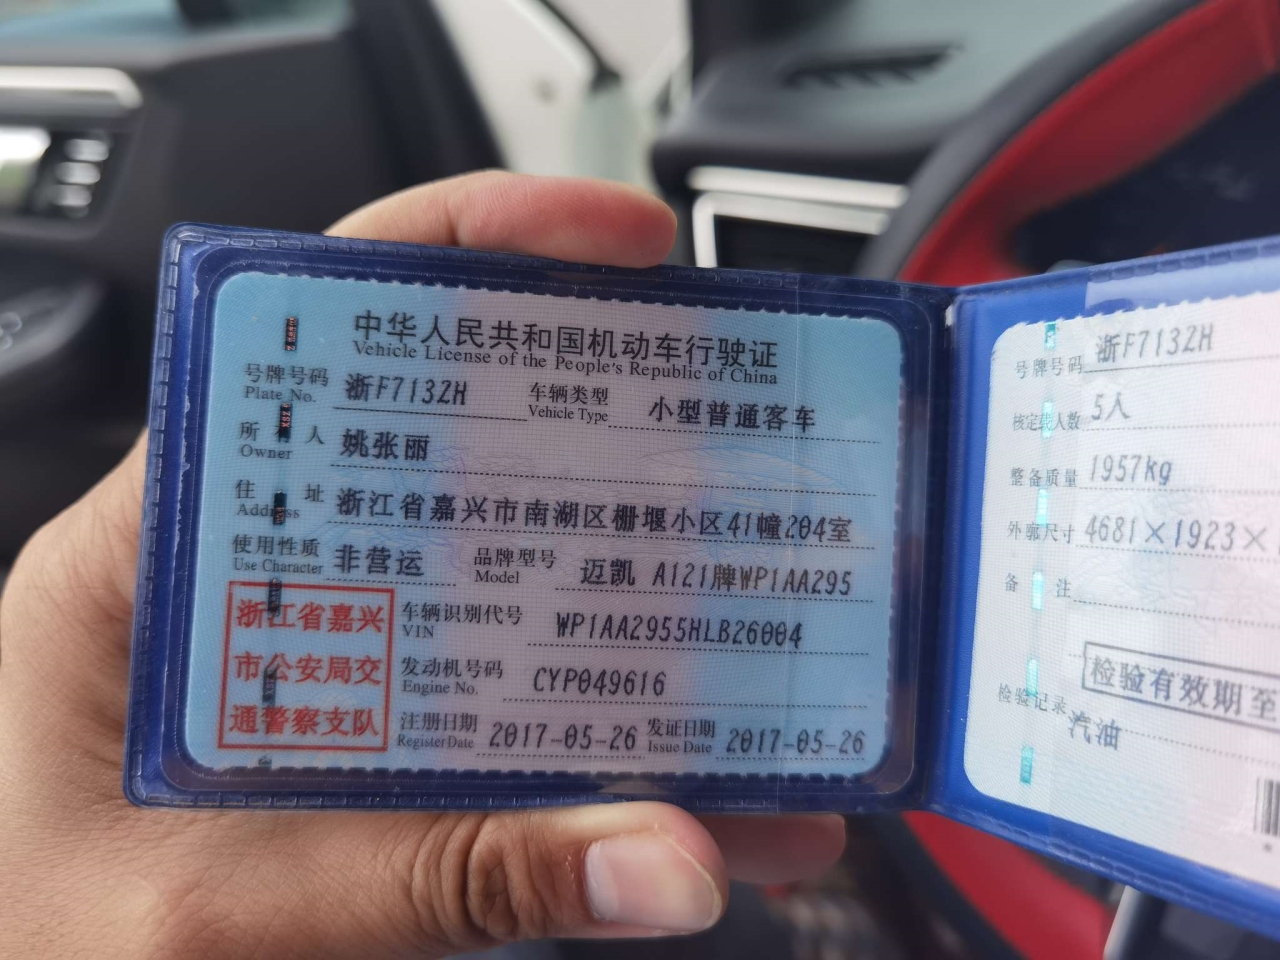 中华人民共和国机动车行驶证
Vehicle License of the People's Republic of China
号牌号码 浙F713ZH 车辆类型 小型普通客车
Plate No. Vehicle Type
所有人 姚张丽
Owner
住址 浙江省嘉兴市南湖区栅堰小区41幢204室
Address
使用性质 非营运 品牌型号 迈凯 A121牌WP1AA295
Use Character Model
浙江省嘉兴
市公安局交
通警察支队
车辆识别代号 WP1AA2955HLB26004
VIN
发动机号码 CYP049616
Engine No.
注册日期 2017-05-26 发证日期 2017-05-26
Register Date Issue Date
号牌号码 浙F713ZH
核定载人数 5人
整备质量 1957kg
外廓尺寸 4681×1923×
备注
检验有效期至
检验记录
汽油